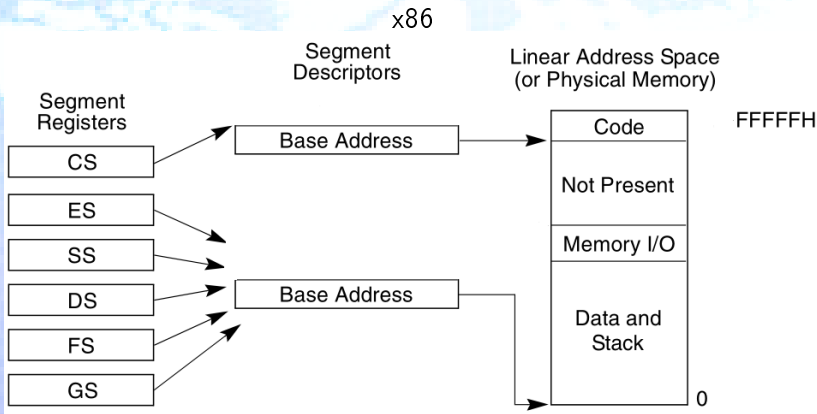 x86
Segment
Registers
CS
ES
SS
DS
FS
GS
Segment
Descriptors
Base Address
Base Address
Linear Address Space
(or Physical Memory)
Code
Not Present
Memory I/O
Data and
Stack
FFFFFH
0